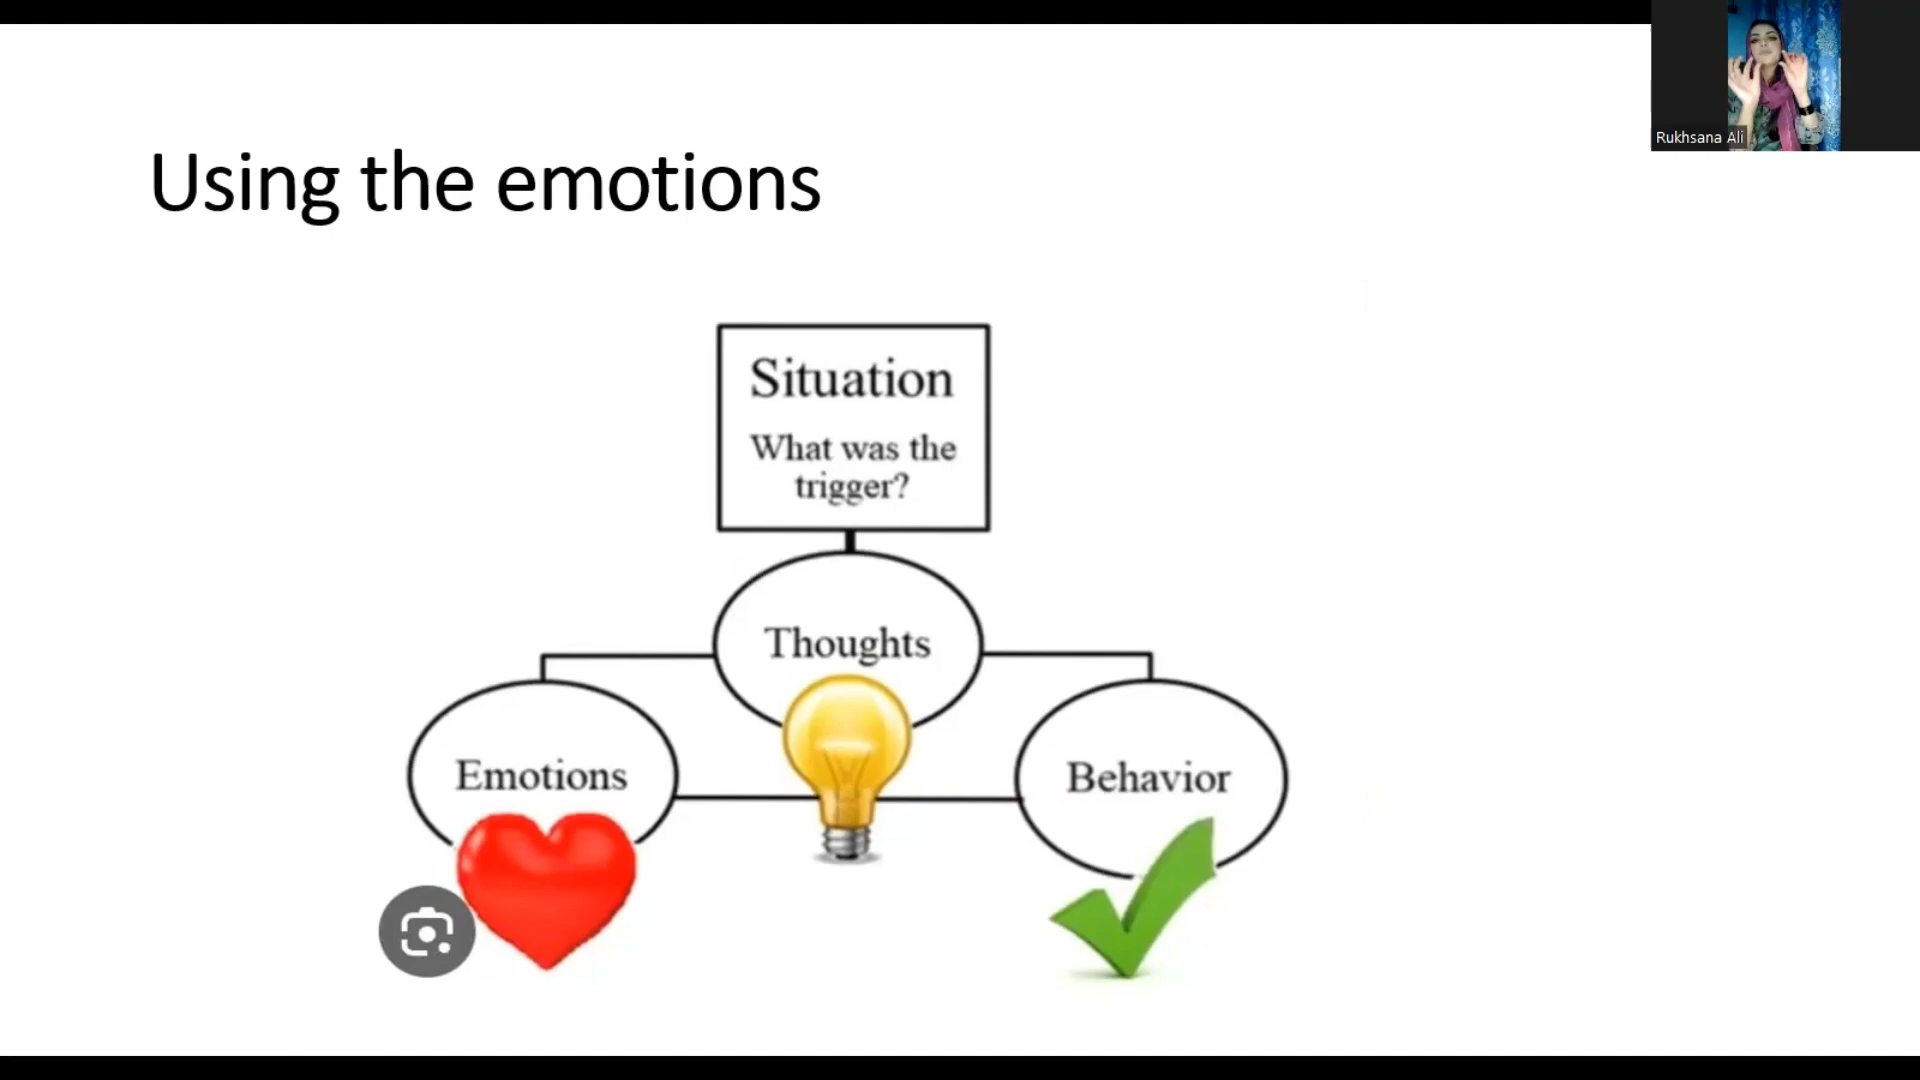 Rukhsana Ali
Using the emotions
Situation
What was the
trigger?
Thoughts
Emotions
Behavior